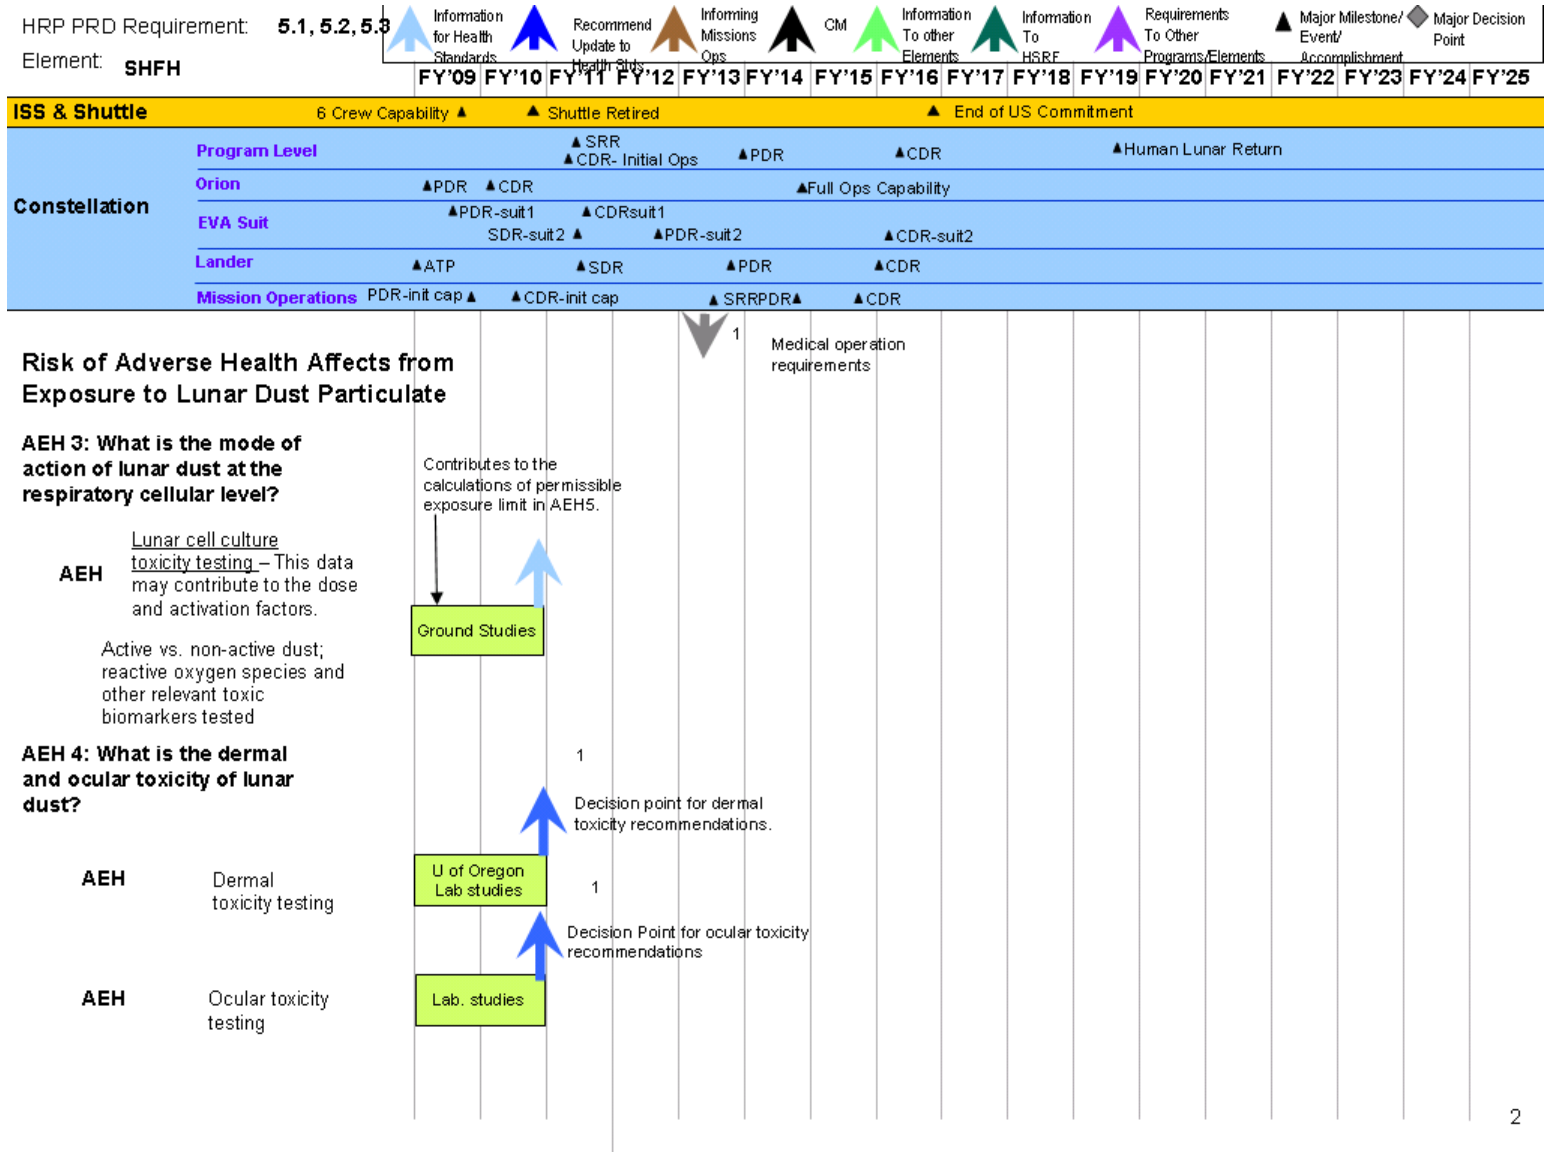 HRP PRD Requirement: 5.1, 5.2, 5.3
Element: SHFH
Information
for Health
Standards
Recommend
Update to
Health Stds
Informing
Missions
Ops
CM
Information
To other
Elements
Information
To
HSRF
Requirements
To Other
Programs/Elements
Major Milestone/
Event/
Accomplishment
Major Decision
Point
FY'09 FY'10 FY'11 FY'12 FY'13 FY'14 FY'15 FY'16 FY'17 FY'18 FY'19 FY'20 FY'21 FY'22 FY'23 FY'24 FY'25
ISS & Shuttle 6 Crew Capability Shuttle Retired End of US Commitment
Constellation
Program Level SRR
CDR- Initial Ops PDR CDR Human Lunar Return
Orion PDR CDR Full Ops Capability
EVA Suit PDR-suit1 CDRsuit1
SDR-suit2 PDR-suit2 CDR-suit2
Lander ATP SDR PDR CDR
Mission Operations PDR-init cap CDR-init cap SRRPDR CDR
1
Medical operation
requirements
Risk of Adverse Health Affects from
Exposure to Lunar Dust Particulate
AEH 3: What is the mode of
action of lunar dust at the
respiratory cellular level?
Contributes to the
calculations of permissible
exposure limit in AEH5.
AEH
Lunar cell culture
toxicity testing – This data
may contribute to the dose
and activation factors.
Ground Studies
Active vs. non-active dust;
reactive oxygen species and
other relevant toxic
biomarkers tested
AEH 4: What is the dermal
and ocular toxicity of lunar
dust?
1
Decision point for dermal
toxicity recommendations.
AEH
Dermal
toxicity testing
U of Oregon
Lab studies
1
Decision Point for ocular toxicity
recommendations
AEH
Ocular toxicity
testing
Lab. studies
2